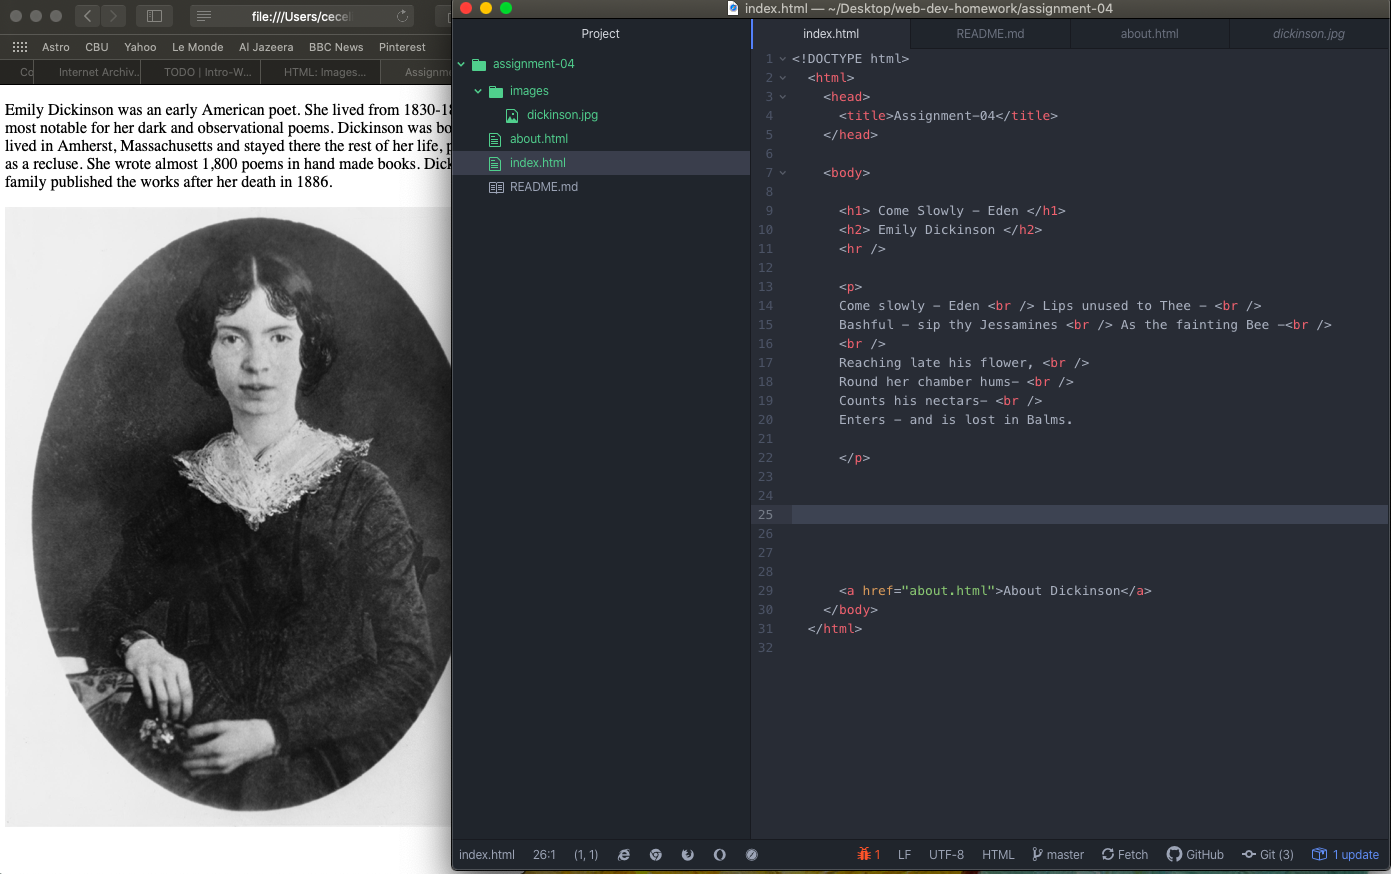 file:///Users/cecel
Astro CBU Yahoo Le Monde Al Jazeera BBC News Pinterest
Co Internet Archiv... TODO | Intro-W... HTML: Images... Assignme
Emily Dickinson was an early American poet. She lived from 1830-18
most notable for her dark and observational poems. Dickinson was bo
lived in Amherst, Massachusetts and stayed there the rest of her life, p
as a recluse. She wrote almost 1,800 poems in hand made books. Dick
family published the works after her death in 1886.
index.html — ~/Desktop/web-dev-homework/assignment-04
Project
assignment-04
images
dickinson.jpg
about.html
index.html
README.md
index.html README.md about.html dickinson.jpg
1 <!DOCTYPE html>
2 <html>
3 <head>
4 <title>Assignment-04</title>
5 </head>
6
7 <body>
8
9 <h1> Come Slowly - Eden </h1>
10 <h2> Emily Dickinson </h2>
11 <hr />
12
13 <p>
14 Come slowly - Eden <br /> Lips unused to Thee - <br />
15 Bashful - sip thy Jessamines <br /> As the fainting Bee -<br />
16 <br />
17 Reaching late his flower, <br />
18 Round her chamber hums- <br />
19 Counts his nectars- <br />
20 Enters - and is lost in Balms.
21
22 </p>
23
24
25
26
27
28
29 <a href="about.html">About Dickinson</a>
30 </body>
31 </html>
32
index.html 26:1 (1, 1) 1 LF UTF-8 HTML master Fetch GitHub Git (3) 1 update